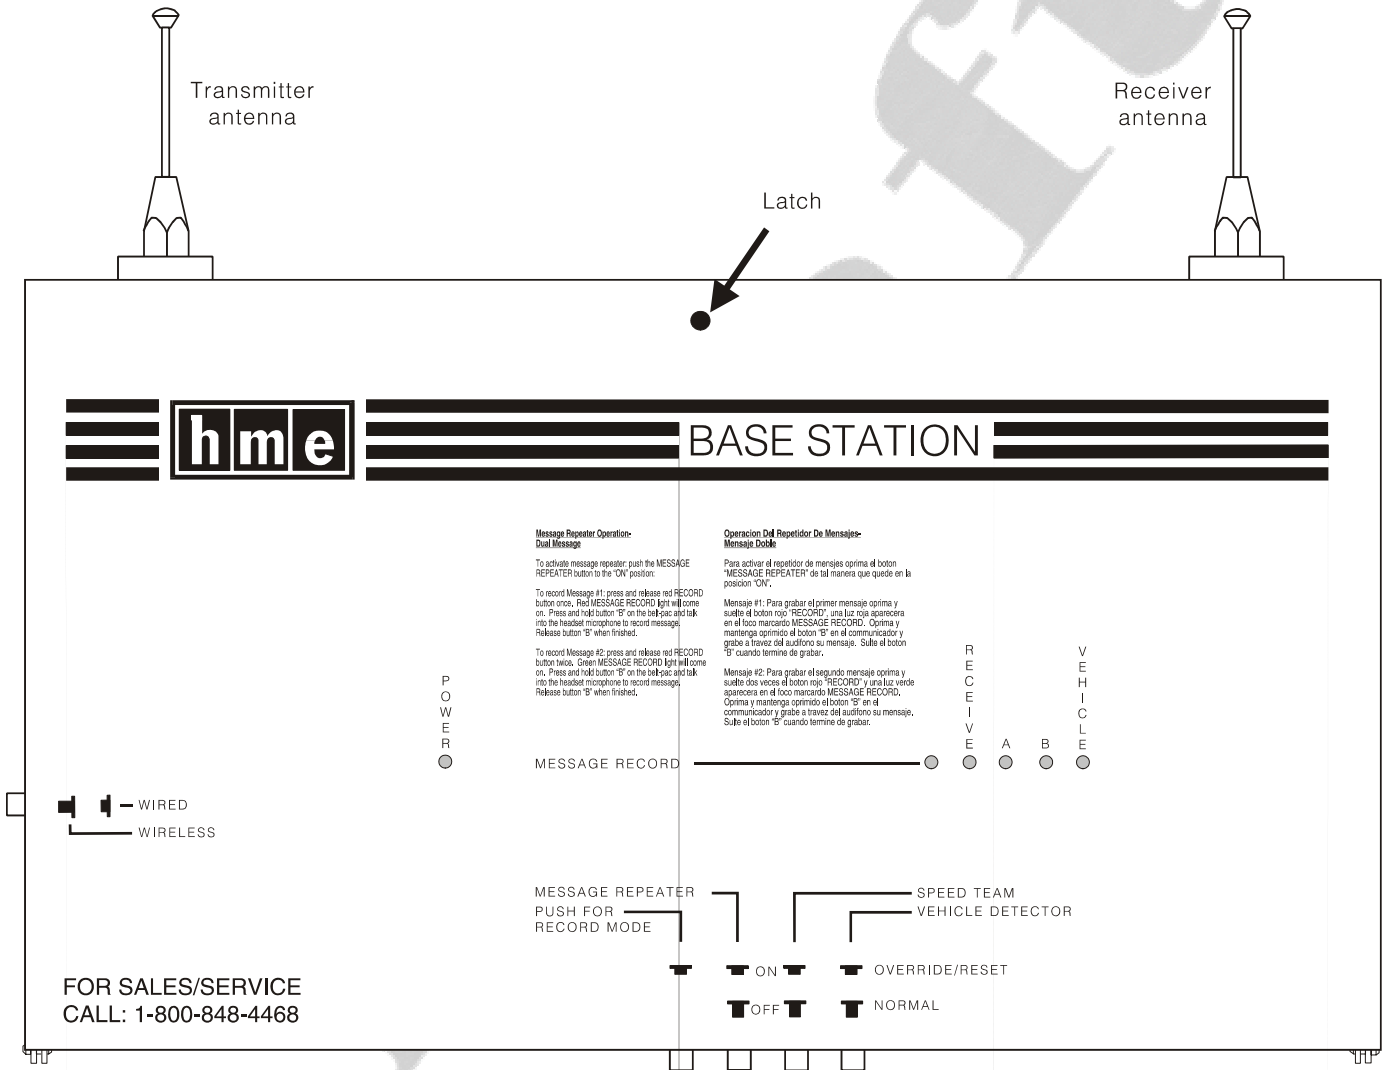 Transmitter
antenna
Receiver
antenna
Latch
hme
BASE STATION
Message Repeater Operation-
Dual Message
To activate message repeater: push the MESSAGE
REPEATER button to the "ON" position:
To record Message #1: press and release red RECORD
button once. Red MESSAGE RECORD light will come
on. Press and hold button "B" on the belt-pac and talk
into the headset microphone to record message.
Release button "B" when finished.
To record Message #2: press and release red RECORD
button twice. Green MESSAGE RECORD light will come
on. Press and hold button "B" on the belt-pac and talk
into the headset microphone to record message.
Release button "B" when finished.
Operacion Del Repetidor De Mensajes-
Mensaje Doble
Para activar el repetidor de mensjes oprima el boton
"MESSAGE REPEATER" de tal manera que quede en la
posicion "ON".
Mensaje #1: Para grabar el primer mensaje oprima y
suelte el boton rojo "RECORD", una luz roja aparecera
en el foco marcardo MESSAGE RECORD. Oprima y
mantenga oprimido el boton "B" en el communicador y
grabe a travez del audifono su mensaje. Sulte el boton
"B" cuando termine de grabar.
Mensaje #2: Para grabar el segundo mensaje oprima y
suelte dos veces el boton rojo "RECORD" y una luz verde
aparecera en el foco marcardo MESSAGE RECORD.
Oprima y mantenga oprimido el boton "B" en el
communicador y grabe a travez del audifono su mensaje.
Sulte el boton "B" cuando termine de grabar.
POWER
MESSAGE RECORD
RECEIVE
A
B
VEHICLE
WIRED
WIRELESS
MESSAGE REPEATER
PUSH FOR
RECORD MODE
SPEED TEAM
VEHICLE DETECTOR
ON
OVERRIDE/RESET
OFF
NORMAL
FOR SALES/SERVICE
CALL: 1-800-848-4468